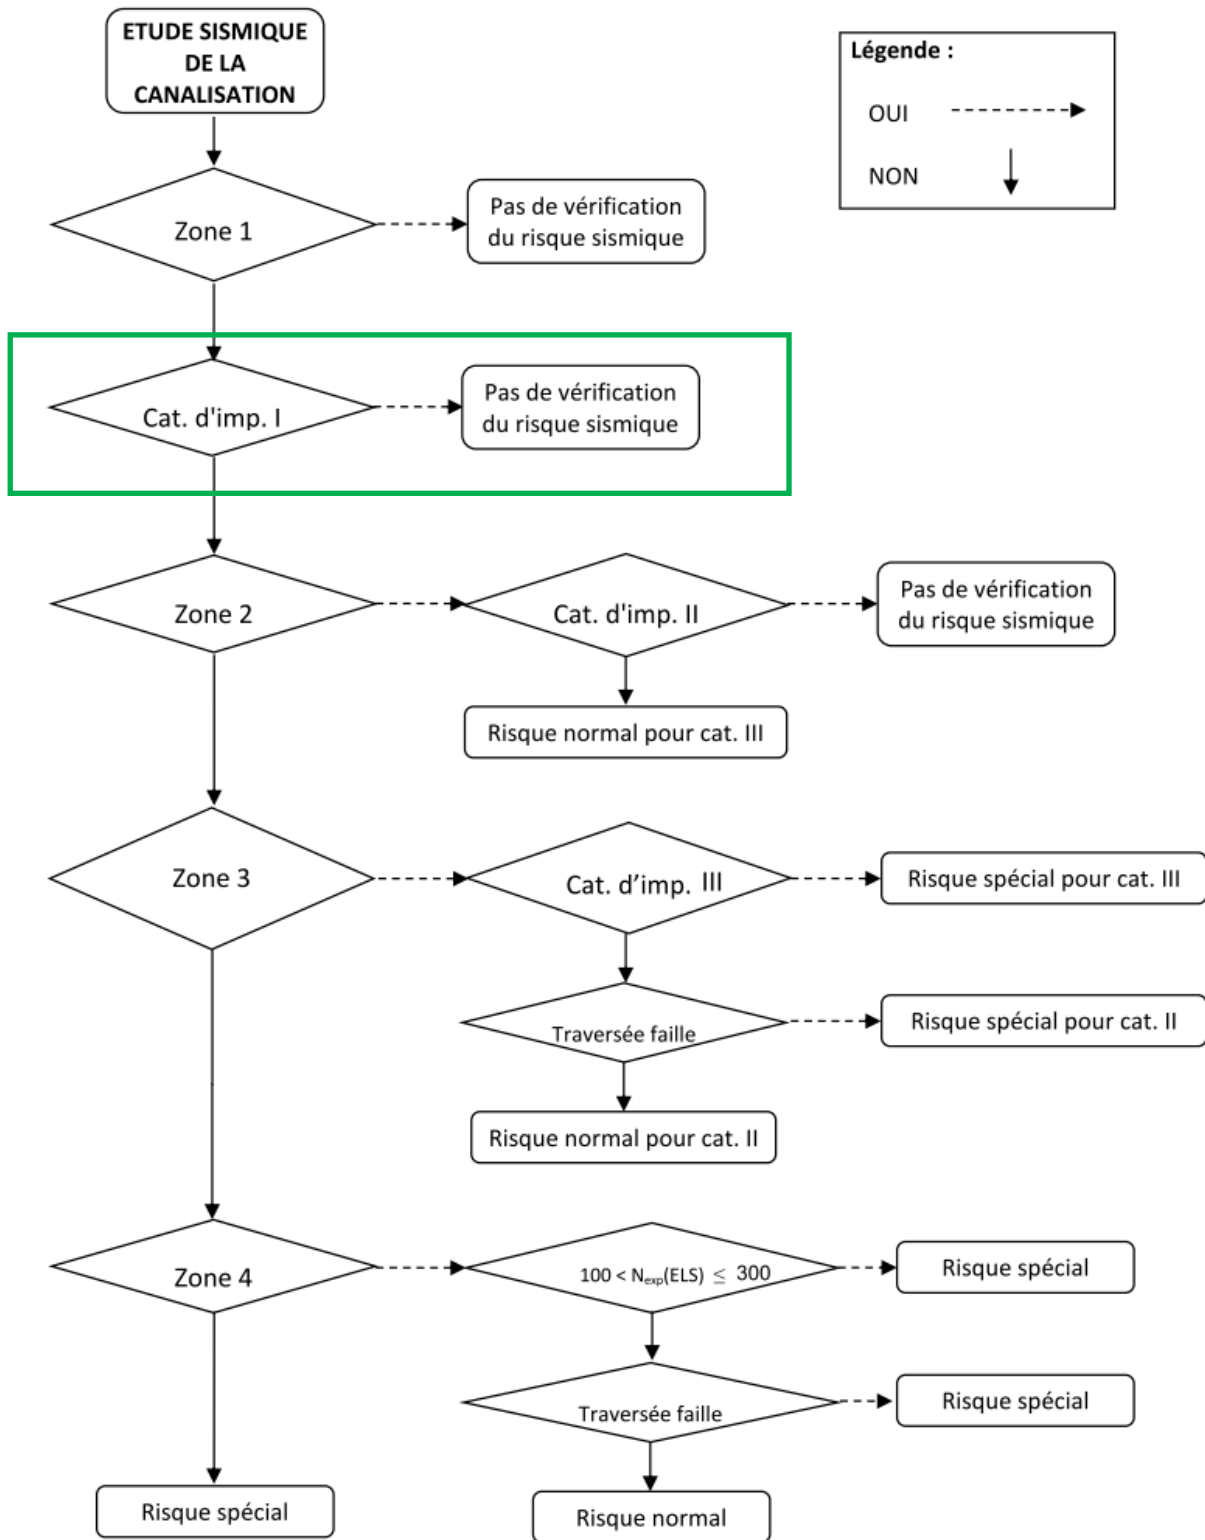 ETUDE SISMIQUE
DE LA
CANALISATION
Légende :
OUI
NON
Zone 1
Pas de vérification
du risque sismique
Cat. d'imp. I
Pas de vérification
du risque sismique
Zone 2
Cat. d'imp. II
Pas de vérification
du risque sismique
Risque normal pour cat. III
Zone 3
Cat. d’imp. III
Risque spécial pour cat. III
Traversée faille
Risque spécial pour cat. II
Risque normal pour cat. II
Zone 4
100 < Nexp(ELS) ≤ 300
Risque spécial
Traversée faille
Risque spécial
Risque spécial
Risque normal